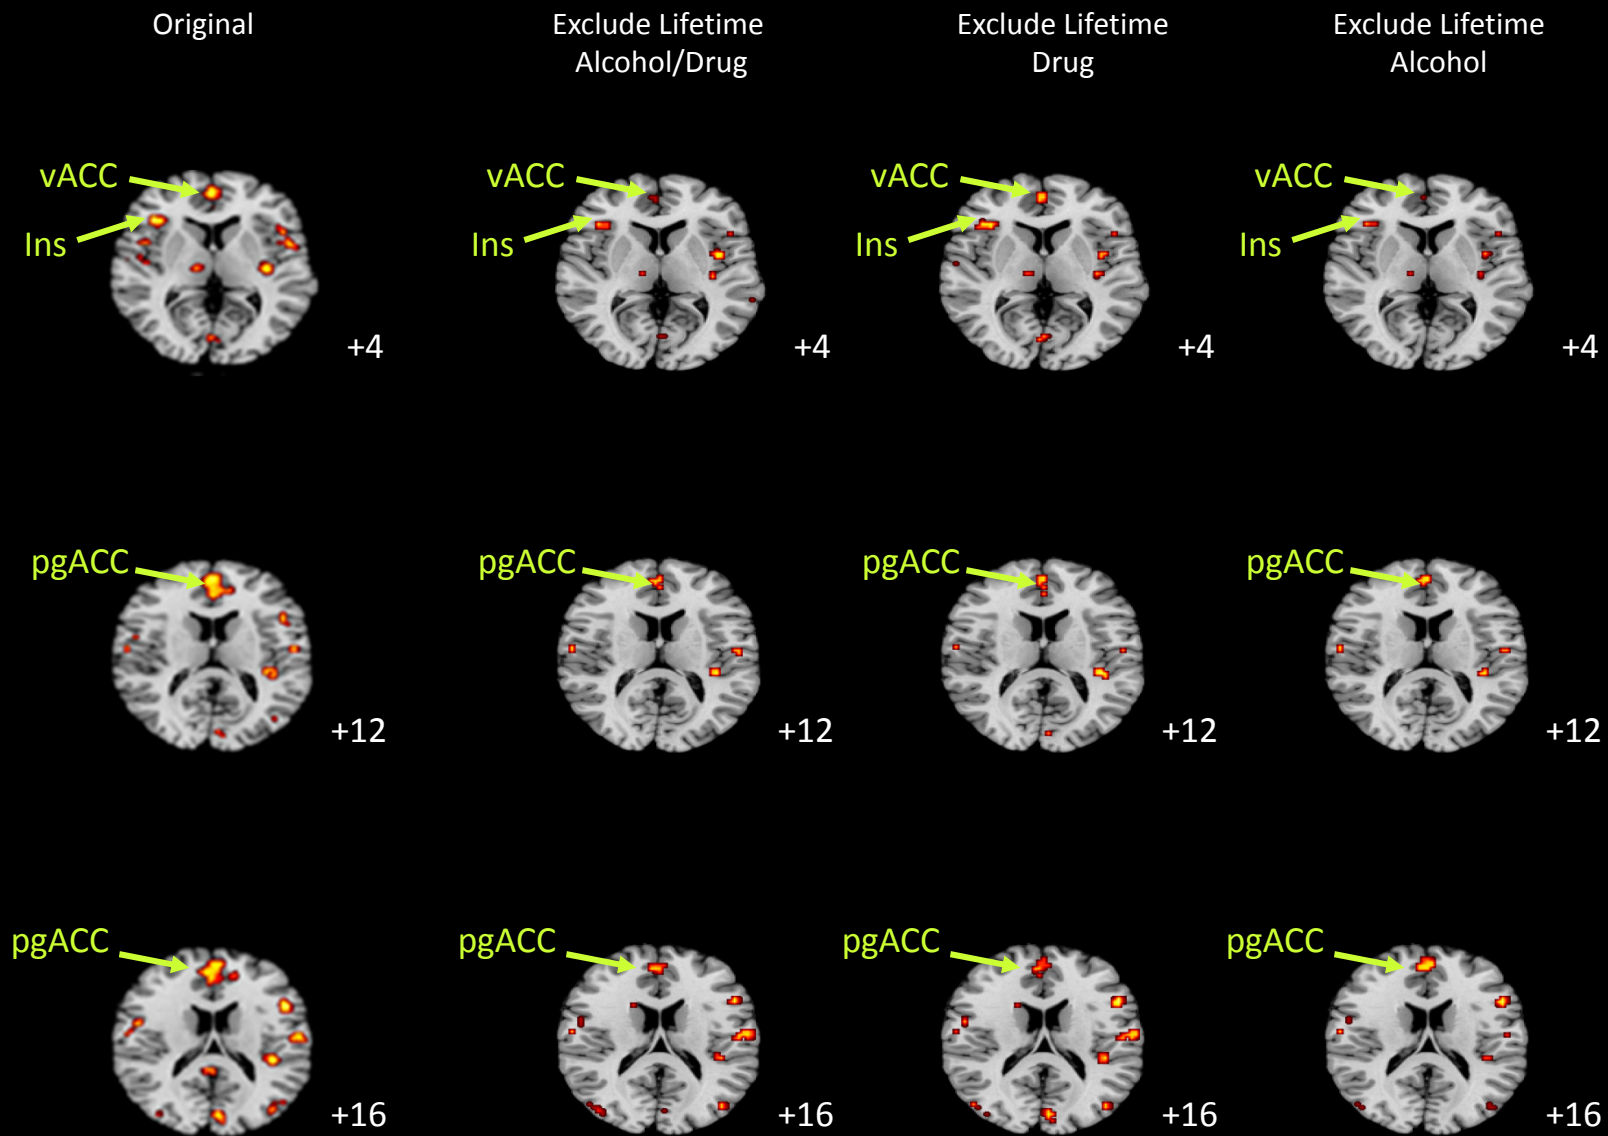 Original
Exclude Lifetime
Alcohol/Drug
Exclude Lifetime
Drug
Exclude Lifetime
Alcohol
vACC
Ins
+4
vACC
Ins
+4
vACC
Ins
+4
vACC
Ins
+4
pgACC
+12
pgACC
+12
pgACC
+12
pgACC
+12
pgACC
+16
pgACC
+16
pgACC
+16
pgACC
+16